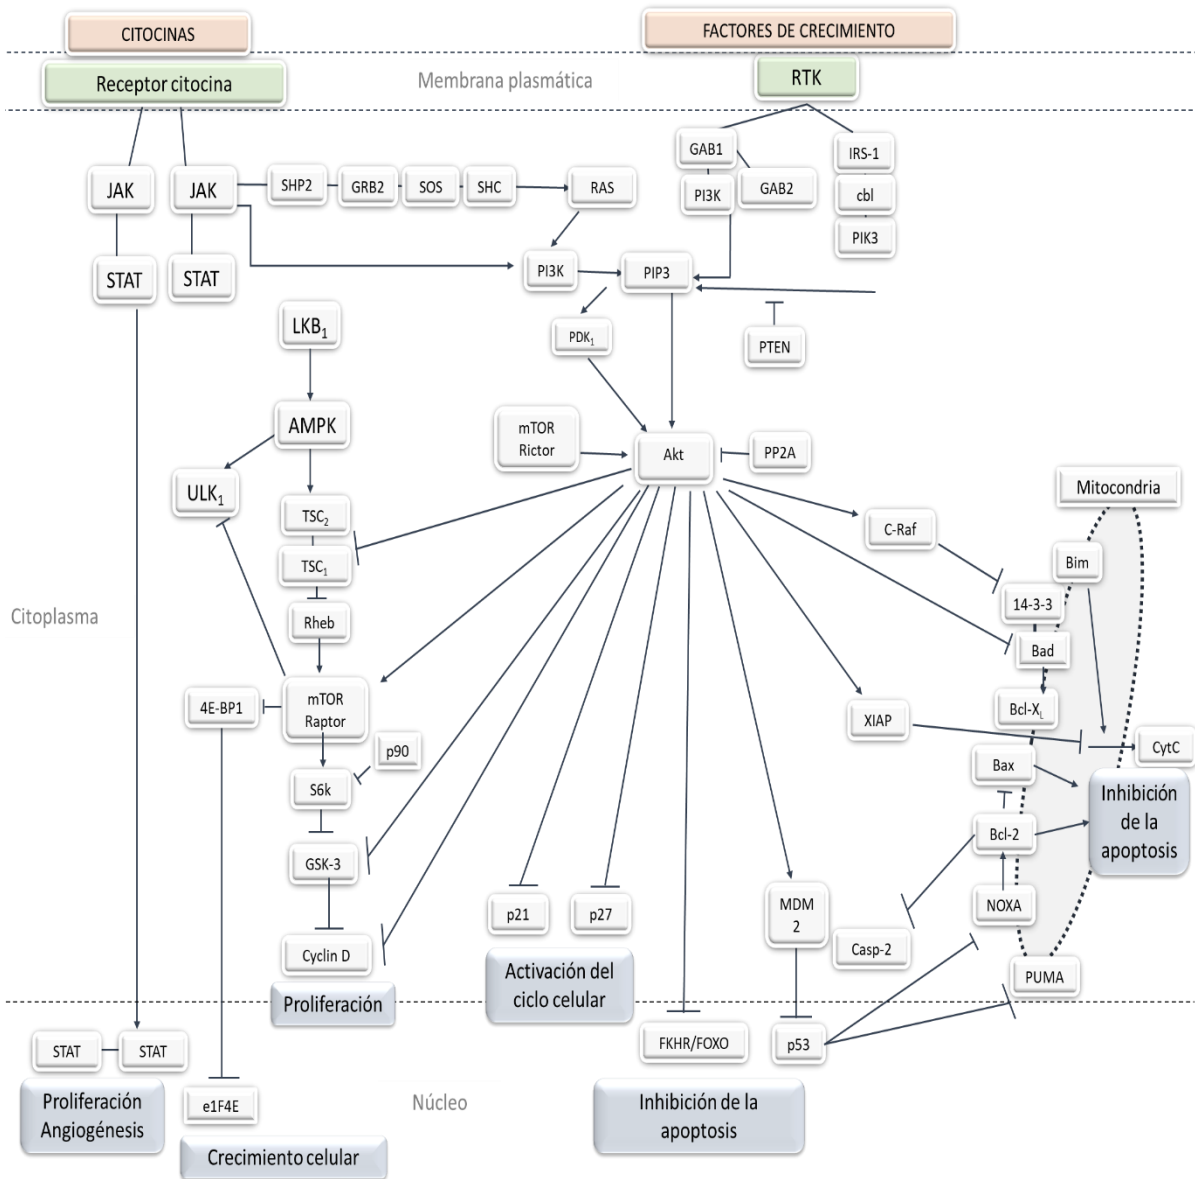 CITOCINAS
FACTORES DE CRECIMIENTO
Receptor citocina
Membrana plasmática
RTK
GAB1
IRS-1
JAK
JAK
SHP2
GRB2
SOS
SHC
RAS
PI3K
GAB2
cbl
PIK3
STAT
STAT
PI3K
PIP3
LKB1
PDK1
PTEN
AMPK
mTOR
Rictor
Akt
PP2A
ULK1
Mitocondria
TSC2
C-Raf
TSC1
Bim
Citoplasma
Rheb
14-3-3
Bad
4E-BP1
mTOR
Raptor
Bcl-XL
XIAP
p90
CytC
S6k
Bax
Inhibición
de la
apoptosis
GSK-3
Bcl-2
p21
p27
MDM
2
NOXA
Cyclin D
Casp-2
Proliferación
Activación del
ciclo celular
PUMA
STAT
STAT
FKHR/FOXO
p53
Proliferación
Angiogénesis
e1F4E
Núcleo
Inhibición de la
apoptosis
Crecimiento celular